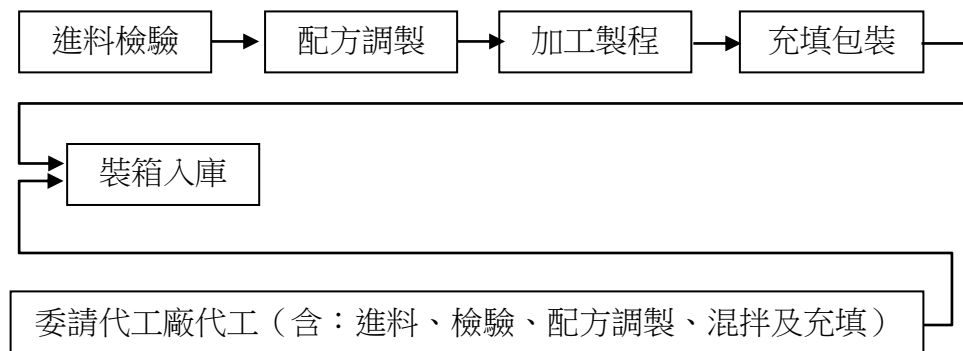 進料檢驗
配方調製
加工製程
充填包裝
裝箱入庫
委請代工廠代工（含：進料、檢驗、配方調製、混拌及充填）